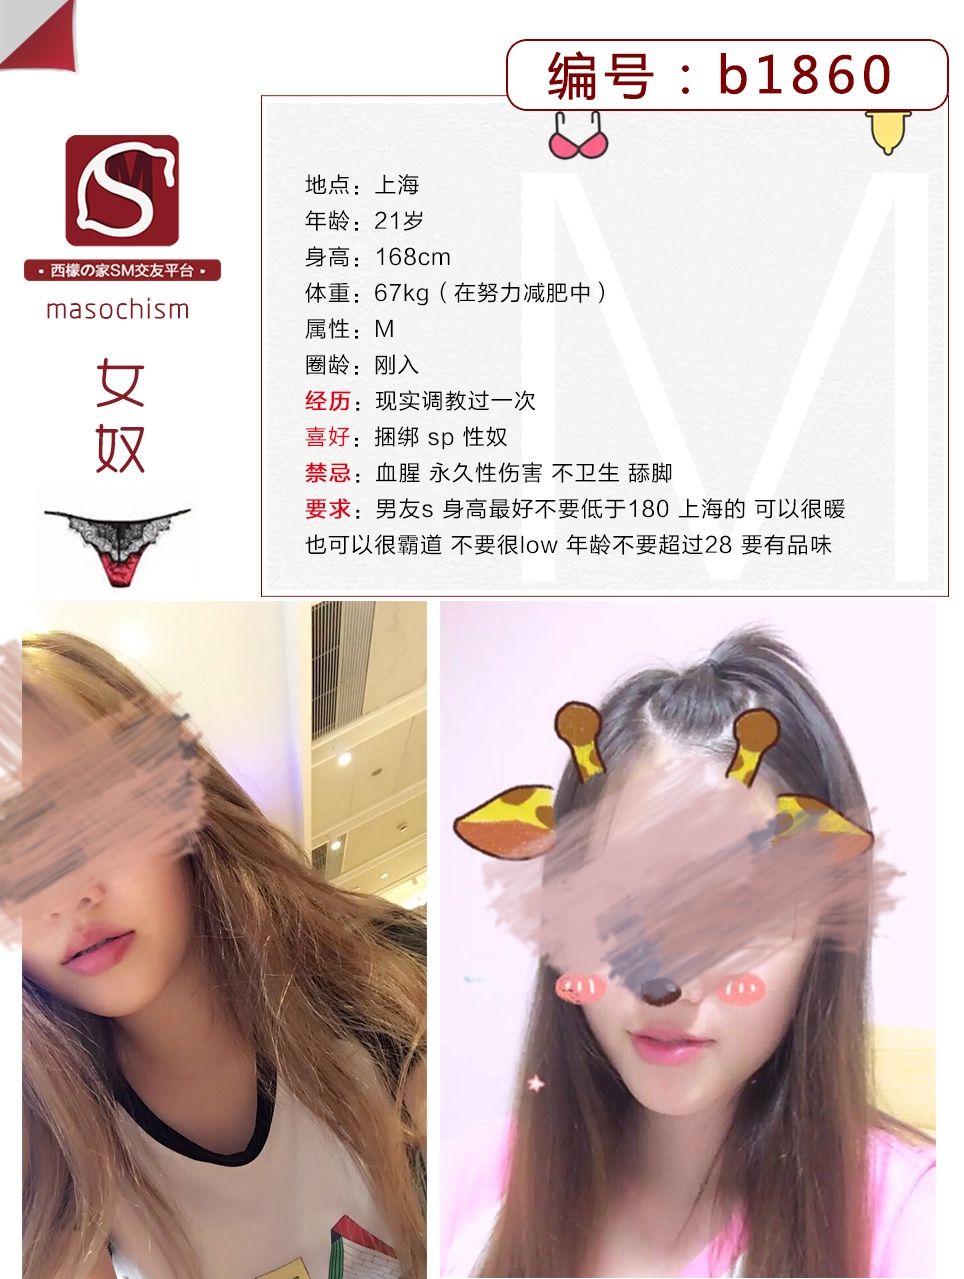 编号：b1860
SM
·西檬の家SM交友平台·
masochism
女奴
M
地点：上海
年龄：21岁
身高：168cm
体重：67kg（在努力减肥中）
属性：M
圈龄：刚入
经历：现实调教过一次
喜好：捆绑 sp 性奴
禁忌：血腥 永久性伤害 不卫生 舔脚
要求：男友s 身高最好不要低于180 上海的 可以很暖
也可以很霸道 不要很low 年龄不要超过28 要有品味